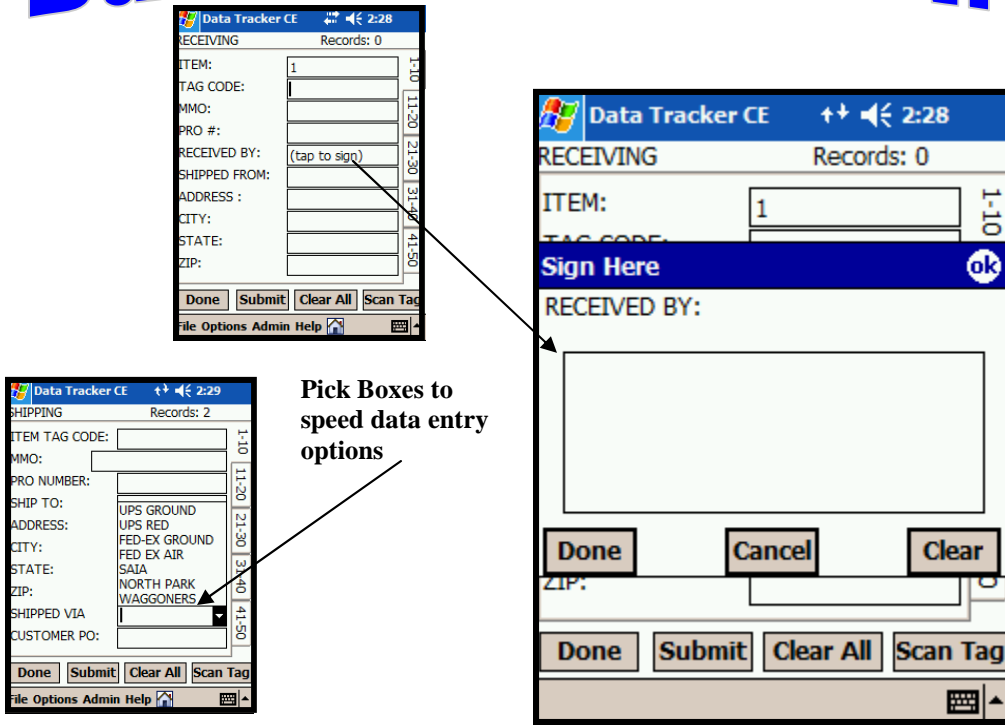 Data Tracker CE 2:28
RECEIVING Records: 0
ITEM: 1
TAG CODE:
MMO:
PRO #:
RECEIVED BY: (tap to sign)
SHIPPED FROM:
ADDRESS :
CITY:
STATE:
ZIP:
1-10
11-20
21-30
31-40
41-50
Done Submit Clear All Scan Tag
File Options Admin Help
Data Tracker CE 2:28
RECEIVING Records: 0
ITEM: 1
1-10
TAG CODE:
Sign Here ok
RECEIVED BY:
Done Cancel Clear
ZIP:
Done Submit Clear All Scan Tag
Pick Boxes to
speed data entry
options
Data Tracker CE 2:29
SHIPPING Records: 2
ITEM TAG CODE:
MMO:
PRO NUMBER:
SHIP TO:
ADDRESS:
CITY:
STATE:
ZIP:
SHIPPED VIA
CUSTOMER PO:
UPS GROUND
UPS RED
FED-EX GROUND
FED EX AIR
SAIA
NORTH PARK
WAGGONERS
1-10
11-20
21-30
31-40
41-50
Done Submit Clear All Scan Tag
File Options Admin Help